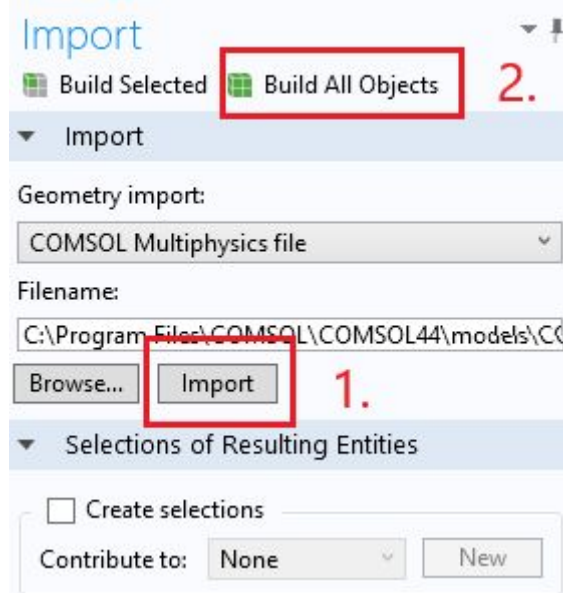 Import
Build Selected Build All Objects 2.
Import
Geometry import:
COMSOL Multiphysics file
Filename:
C:\Program Files\COMSOL\COMSOL44\models\CO
Browse... Import 1.
Selections of Resulting Entities
Create selections
Contribute to: None New